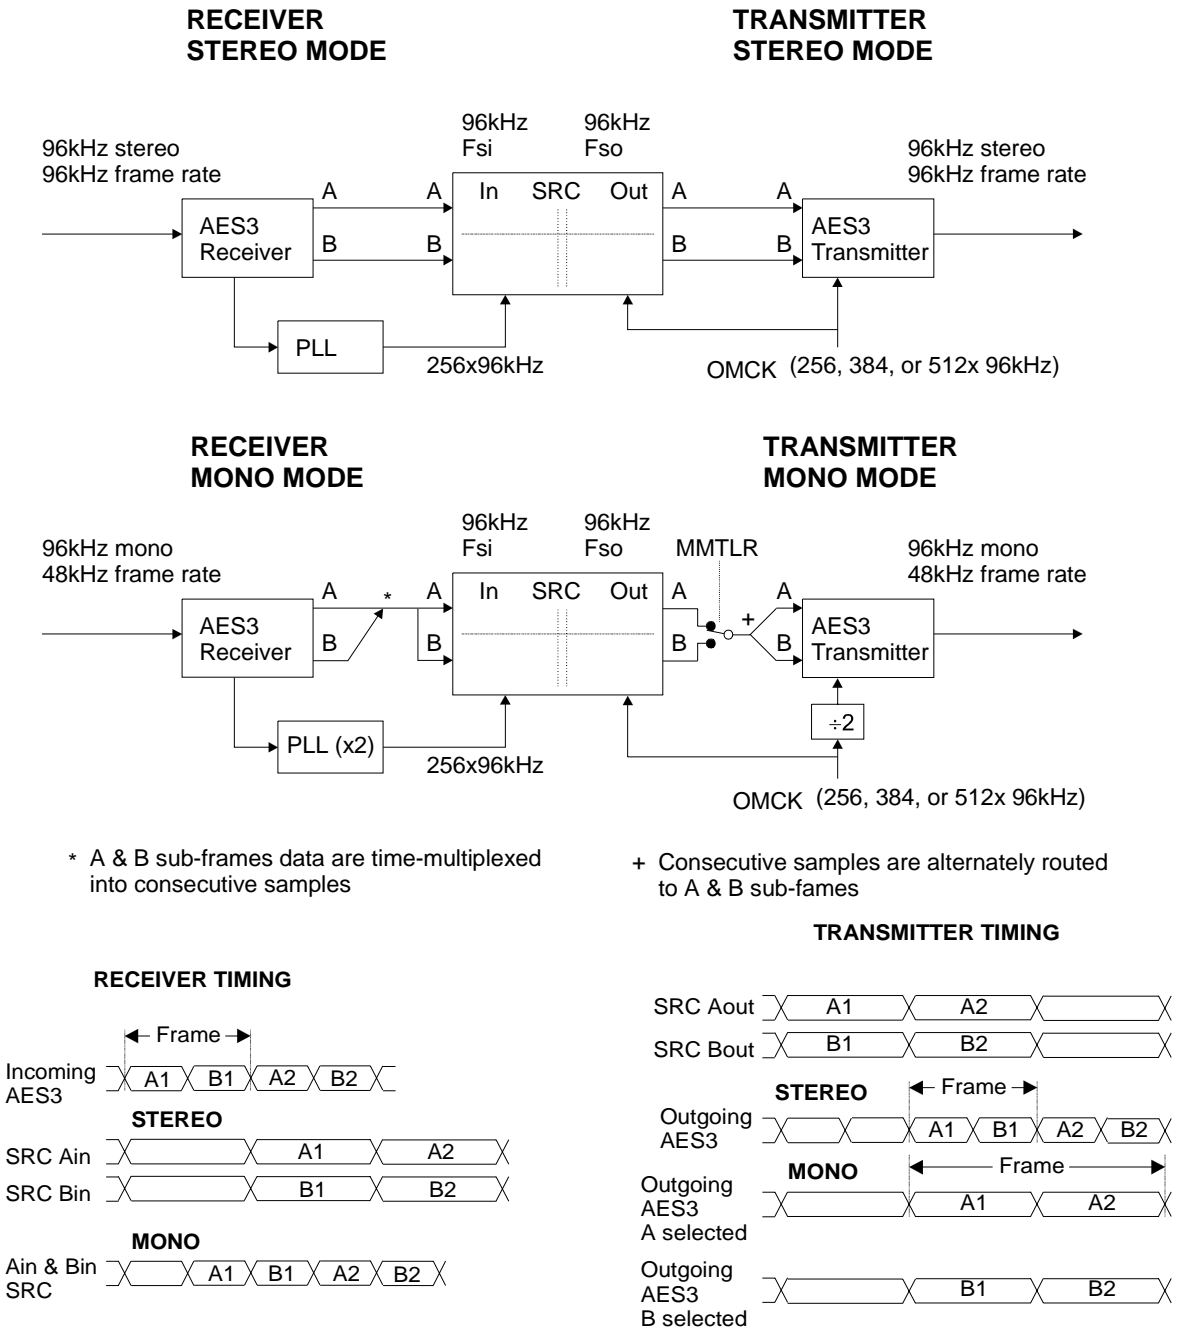 RECEIVER
STEREO MODE
TRANSMITTER
STEREO MODE
96kHz stereo
96kHz frame rate
96kHz
Fsi
96kHz
Fso
96kHz stereo
96kHz frame rate
A
A
In
SRC
Out
A
A
AES3
Receiver
B
B
B
B
AES3
Transmitter
PLL
256x96kHz
OMCK (256, 384, or 512x 96kHz)
RECEIVER
MONO MODE
TRANSMITTER
MONO MODE
96kHz mono
48kHz frame rate
96kHz
Fsi
96kHz
Fso
MMTLR
96kHz mono
48kHz frame rate
A
*
A
In
SRC
Out
A
+
A
AES3
Receiver
B
B
B
B
AES3
Transmitter
÷2
PLL (x2)
256x96kHz
OMCK (256, 384, or 512x 96kHz)
* A & B sub-frames data are time-multiplexed
into consecutive samples
+ Consecutive samples are alternately routed
to A & B sub-fames
RECEIVER TIMING
Frame
Incoming
AES3
A1 B1 A2 B2
STEREO
SRC Ain A1 A2
SRC Bin B1 B2
MONO
Ain & Bin
SRC
A1 B1 A2 B2
TRANSMITTER TIMING
SRC Aout A1 A2
SRC Bout B1 B2
STEREO
Frame
Outgoing
AES3
A1 B1 A2 B2
MONO
Frame
Outgoing
AES3
A selected
A1 A2
Outgoing
AES3
B selected
B1 B2